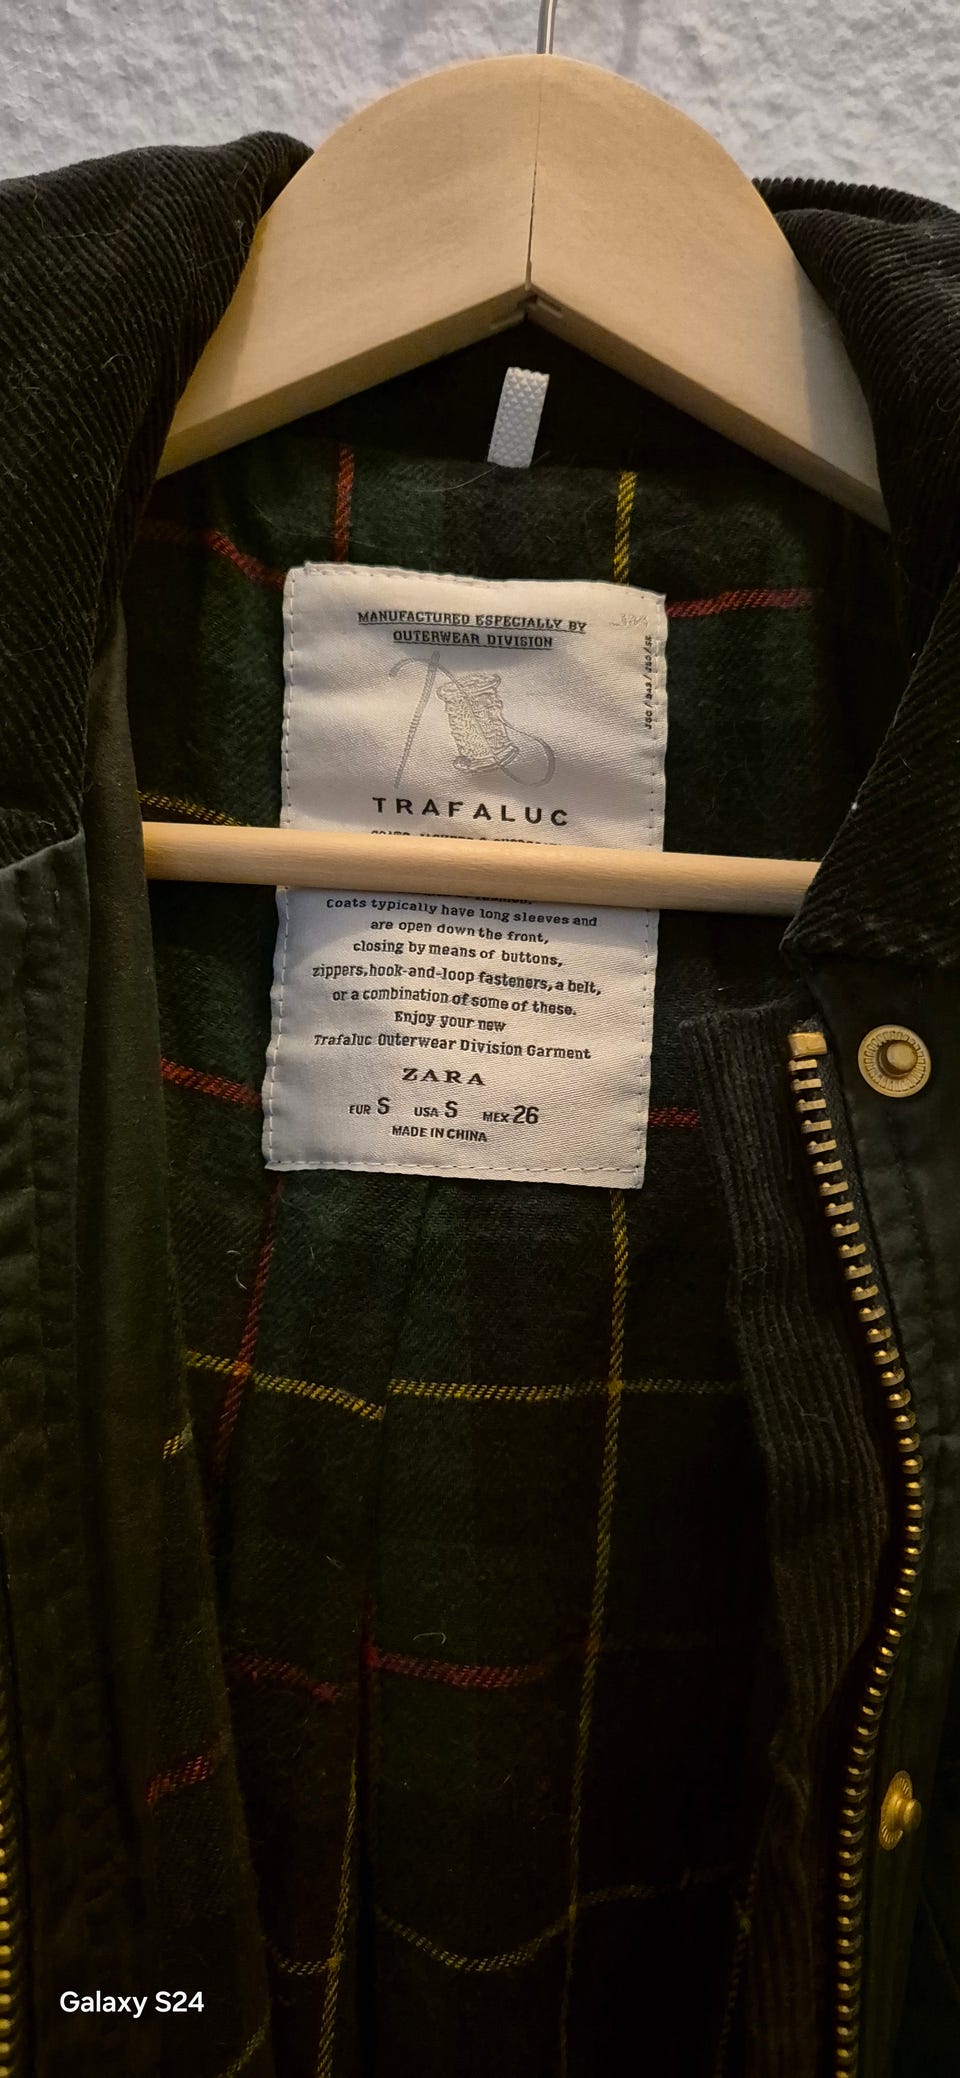 MANUFACTURED ESPECIALLY BY
OUTERWEAR DIVISION
TRAFALUC
Coats typically have long sleeves and
are open down the front,
closing by means of buttons,
zippers,hook-and-loop fasteners,a belt,
or a combination of some of these.
Enjoy your new
Trafaluc Outerwear Division Garment
ZARA
EUR S USA S MEX 26
MADE IN CHINA
Galaxy S24